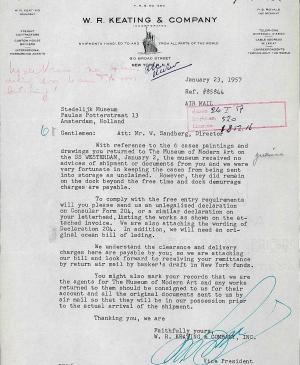 W. R. KEATING & COMPANY
INCORPORATED
SHIPMENTS HANDLED TO AND FROM ALL PARTS OF THE WORLD
90 BROAD STREET
NEW YORK
January 23, 1957
Ref. #85844
AIR MAIL
Stedelijk Museum
Paulus Potterstraat 13
Amsterdam, Holland
Gentlemen: Att: Mr. W. Sandberg, Director
With reference to the 6 cases paintings and
drawings you returned to The Museum of Modern Art on
the SS WESTERDAM, January 2, the museum received no
advices of shipment or documents from you and we were
very fortunate in keeping the cases from being sent
into storage as unclaimed. However, they did remain
on the dock beyond the free time and dock demurrage
charges are payable.
To comply with the free entry requirements
will you please send us an unlegalised declaration
on Consular Form 204, or a similar declaration on
your letterhead, listing the works as shown on the at-
tached invoice. We are also attaching the wording of
Declaration 204. In addition, we will need an ori-
ginal ocean bill of lading.
We understand the clearance and delivery
charges here are payable by you; so we are attaching
our bill and look forward to receiving your remittance
by return air mail by banker's draft in New York funds.
You might also mark your records that we are
the agents for The Museum of Modern Art and any works
returned to them should be consigned to us for their
account and all the original documents sent to us by
air mail so that they will be in our possession prior to
the actual arrival of the shipment.
Thanking you, we are
Faithfully yours,
W. R. KEATING & COMPANY, INC.
Vice President